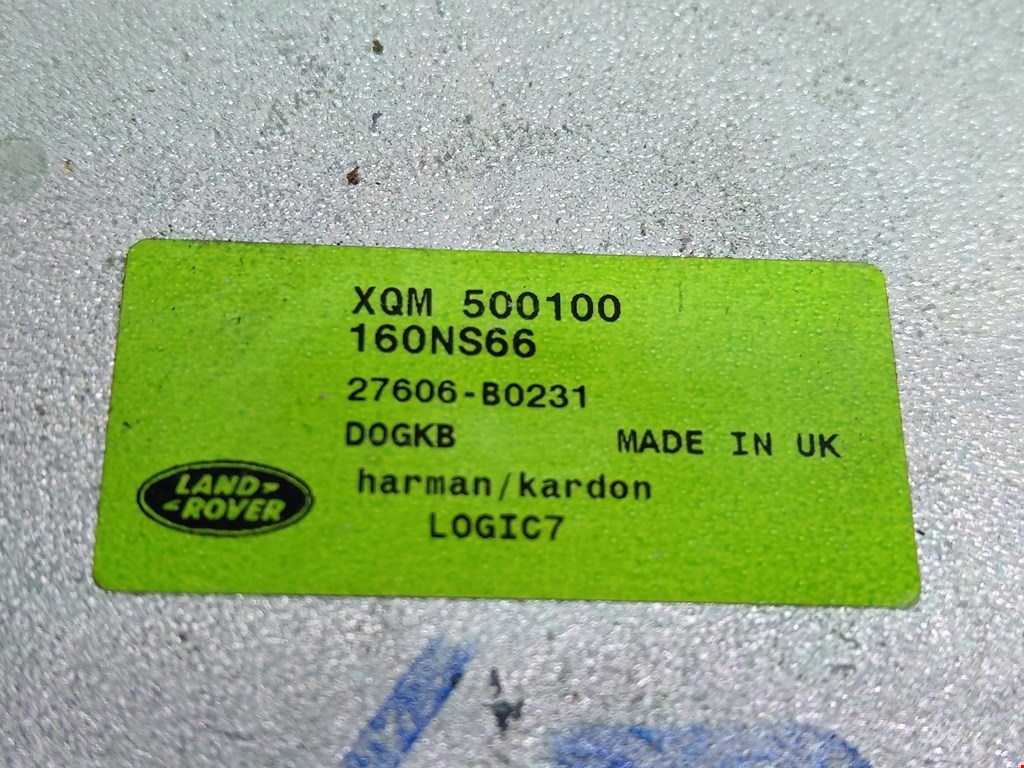 XQM 500100
160NS66
27606-B0231
DOGKB
MADE IN UK
LAND
ROVER
harman/kardon
LOGIC7